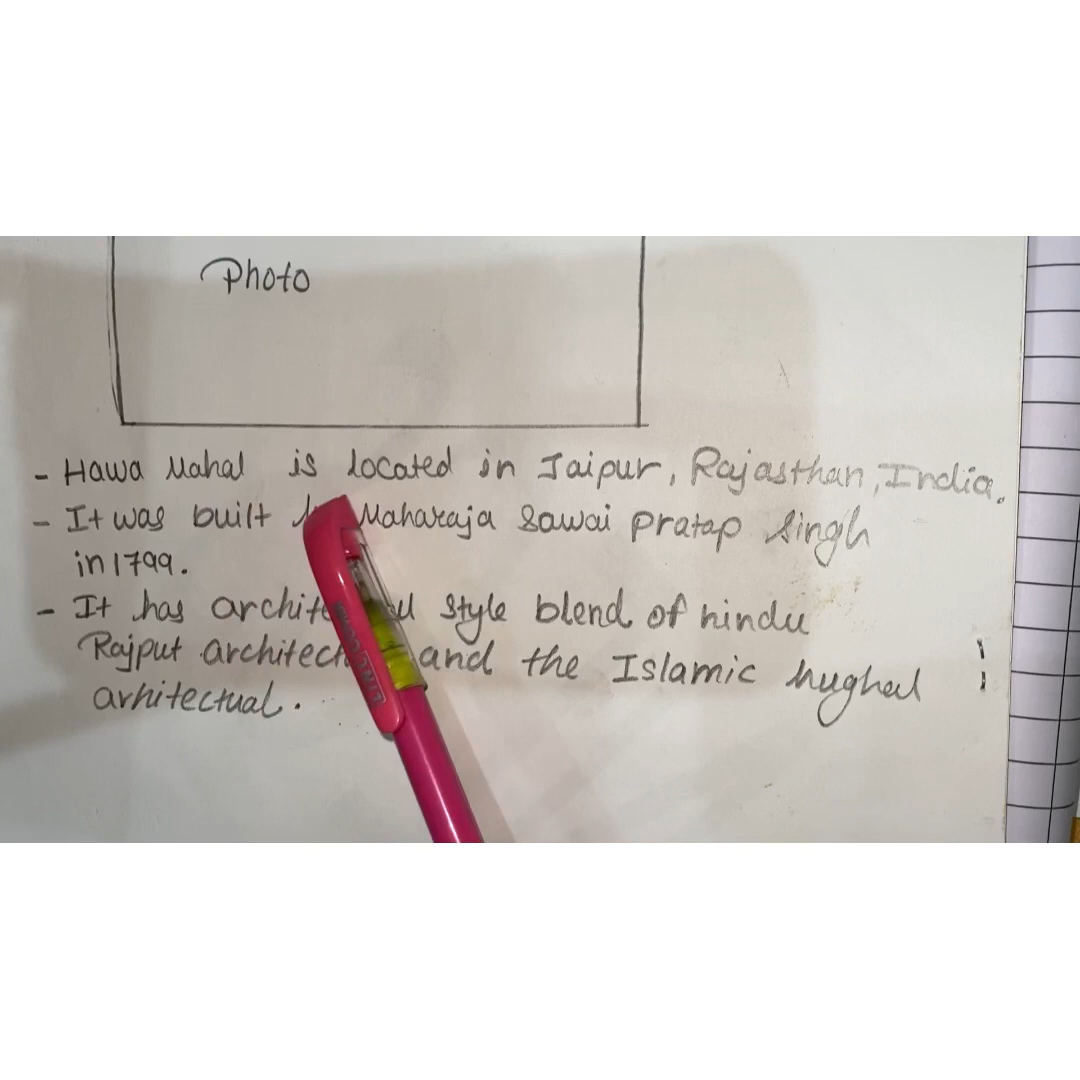 Photo
- Hawa Mahal is located in Jaipur, Rajasthan, India.
- It was built Maharaja Sawai Pratap Singh
in 1799.
- It has style blend of hindu
Rajput and the Islamic hughal
arhitectual.